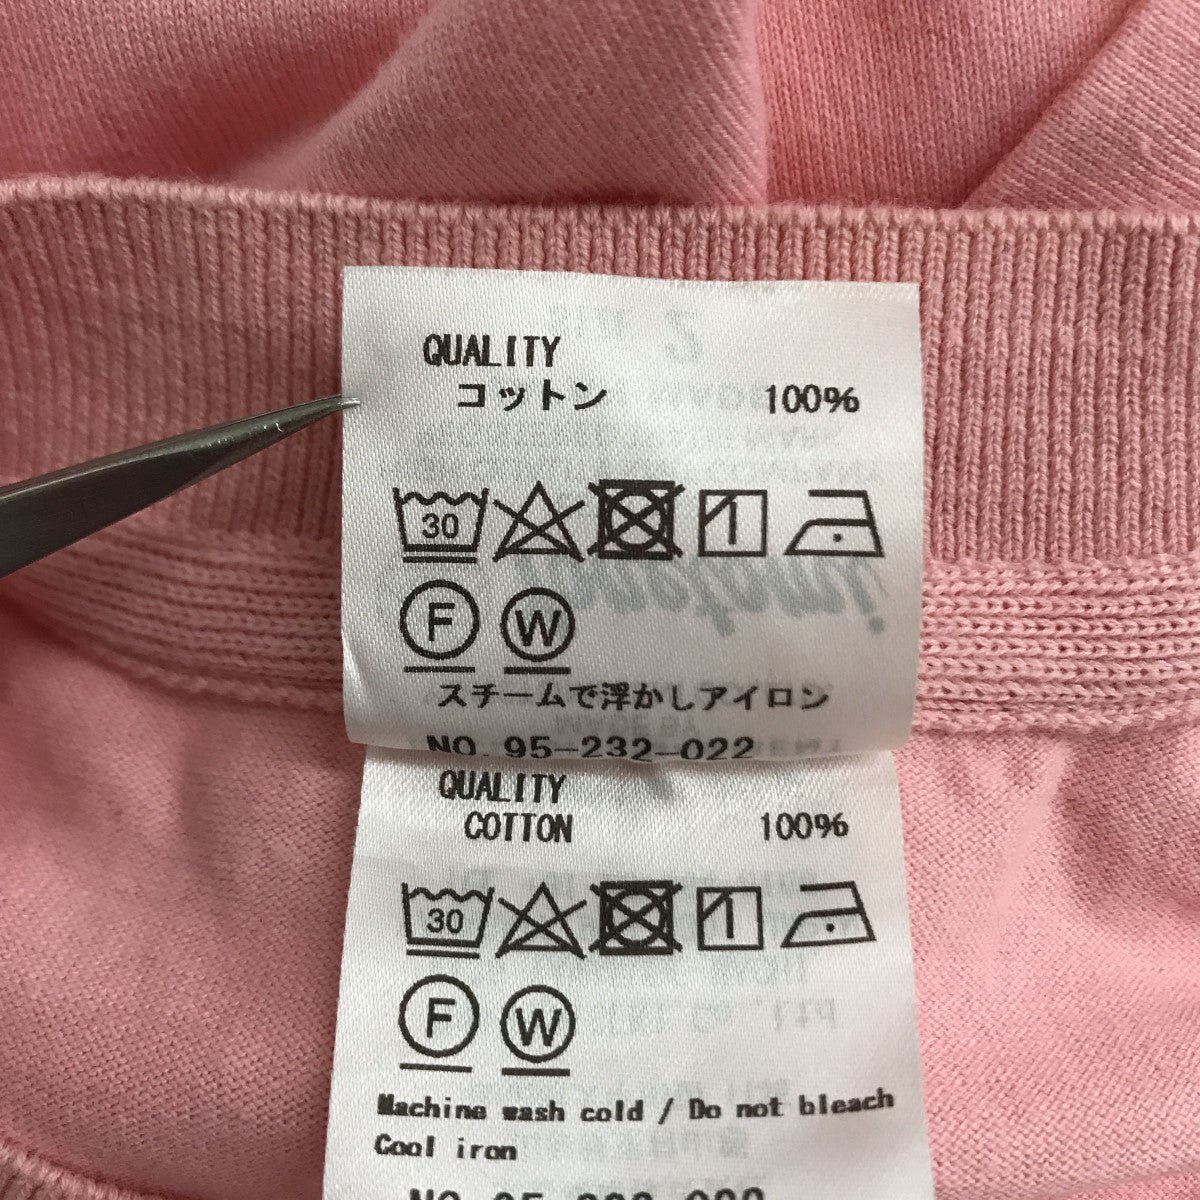 QUALITY
コットン 100%
30
F W
スチームで浮かしアイロン
NO. 95-232-022
QUALITY
COTTON 100%
30
F W
Machine wash cold / Do not bleach
Cool iron